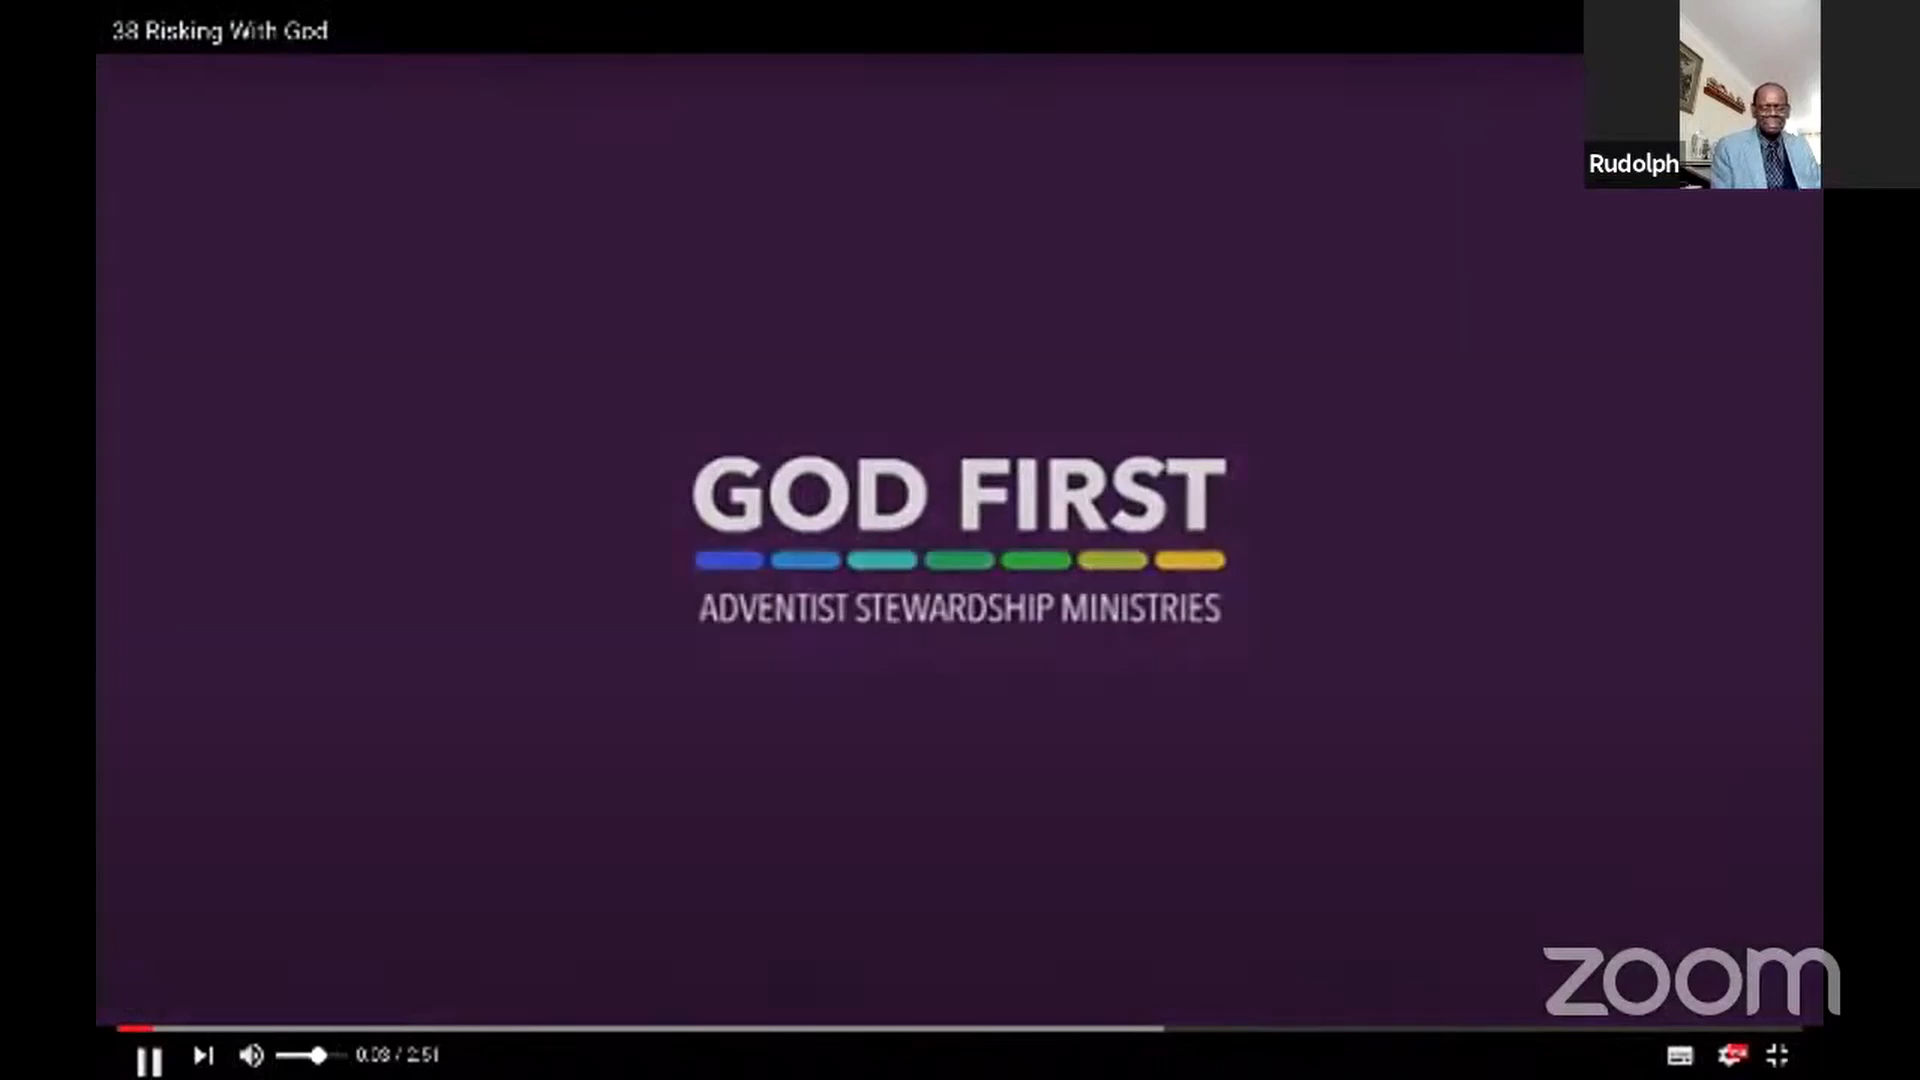 38 Risking With God
Rudolph
GOD FIRST
ADVENTIST STEWARDSHIP MINISTRIES
zoom
0:03 / 2:51